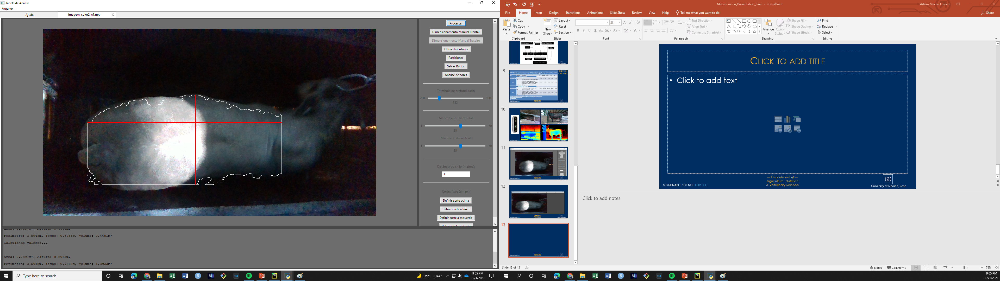 Janela de Análise
Arquivo
Ajuda
imagem_color2_n1.npy
Processar
Dimensionamento Manual Frontal
Dimensionamento Manual Traseiro
Obter descritores
Particionar
Salvar Dados
Análise de cores
Threshold de profundidade:
200 1000
352
Máximo corte horizontal:
1 50
30
Máximo corte vertical:
1 50
30
Distância do chão (metros):
3
Cortes Fixos (em px):
Definir corte acima
Definir corte abaixo
Definir corte a esquerda
Definir corte a direita
Perímetro: 3.5948m, Tempo: 0.6786s, Volume: 0.4481m³
Calculando valores...
Área: 0.7397m², Altura: 0.6063m,
Perímetro: 3.5948m, Tempo: 0.7660s, Volume: 1.3923m³
Type here to search
39°F Clear
9:05 PM
12/1/2021
MaciasFranco_Presentation_Final - PowerPoint
Arturo Macias Franco
File Home Insert Design Transitions Animations Slide Show Review View Help Tell me what you want to do
Share
Paste
Cut
Copy
Format Painter
Clipboard
New Slide
Layout
Reset
Section
Slides
28
B I U S abc AV Aa A
Font
Text Direction
Align Text
Convert to SmartArt
Paragraph
Arrange
Quick Styles
Shape Fill
Shape Outline
Shape Effects
Drawing
Find
Replace
Select
Editing
9
10
11
12
13
Click to add title
• Click to add text
SUSTAINABLE SCIENCE FOR LIFE
— Department of —
Agriculture, Nutrition
& Veterinary Science
N
University of Nevada, Reno
Click to add notes
Slide 13 of 13
Notes
Comments
78%
9:05 PM
12/1/2021